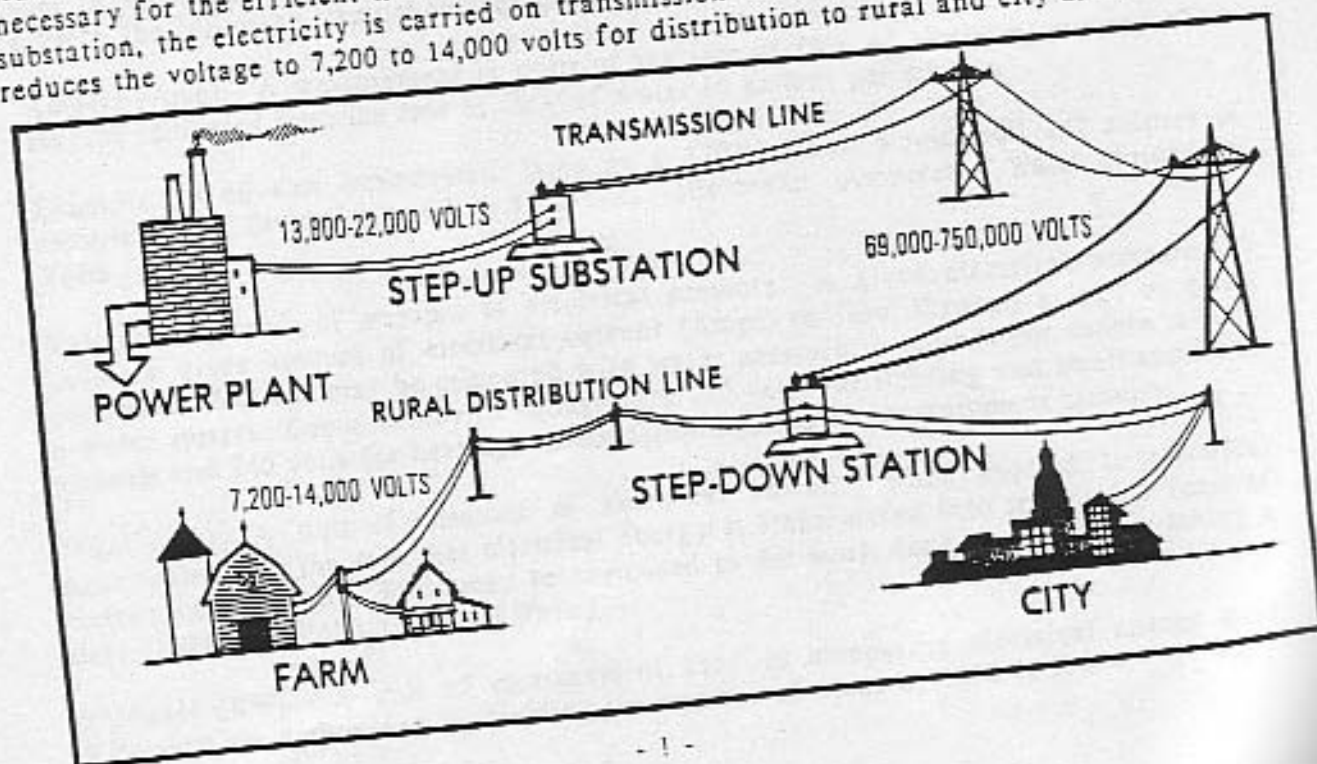 necessary for the efficient
substation, the electricity is carried on transmission
reduces the voltage to 7,200 to 14,000 volts for distribution to rural and city
TRANSMISSION LINE
13,800-22,000 VOLTS
69,000-750,000 VOLTS
STEP-UP SUBSTATION
POWER PLANT
RURAL DISTRIBUTION LINE
STEP-DOWN STATION
7,200-14,000 VOLTS
CITY
FARM
- 1 -